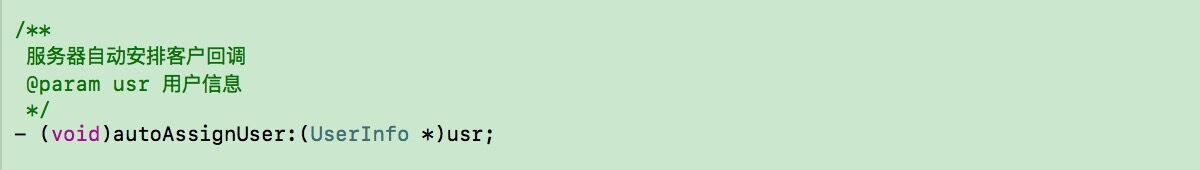 /**
服务器自动安排客户回调
@param usr 用户信息
*/
- (void)autoAssignUser:(UserInfo *)usr;